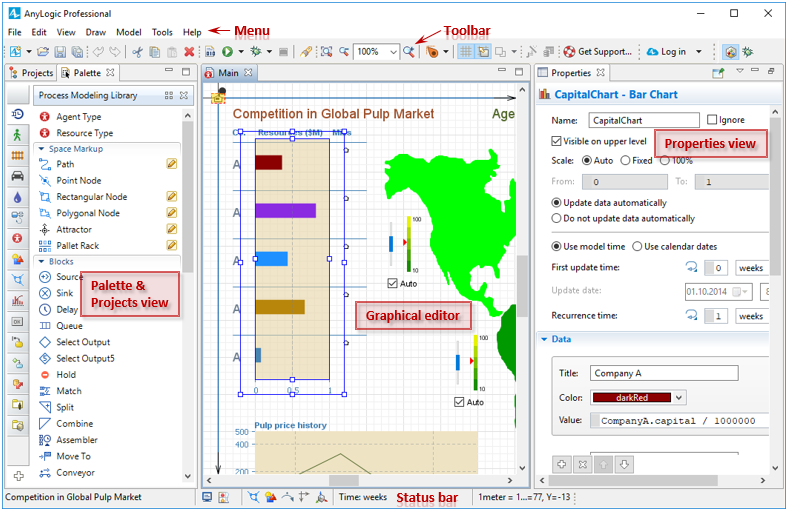 AnyLogic Professional
File Edit View Draw Model Tools Help
Menu
Toolbar
100%
Get Support...
Log in
Projects
Palette
Process Modeling Library
Agent Type
Resource Type
Space Markup
Path
Point Node
Rectangular Node
Polygonal Node
Attractor
Pallet Rack
Blocks
Source
Sink
Delay
Queue
Select Output
Select Output5
Hold
Match
Split
Combine
Assembler
Move To
Conveyor
Palette &
Projects view
Main
Competition in Global Pulp Market
Age
C... Resources ($M) Mills
A
A
A
A
A
0 0.5 1
100
10
Auto
100
10
Auto
Graphical editor
Pulp price history
500
400
200
Properties
CapitalChart - Bar Chart
Name: CapitalChart Ignore
Visible on upper level
Properties view
Scale: Auto Fixed 100%
From: 0 To: 1
Update data automatically
Do not update data automatically
Use model time Use calendar dates
First update time: 0 weeks
Update date: 01.10.2014 8
Recurrence time: 1 weeks
Data
Title: Company A
Color: darkRed
Value: CompanyA.capital / 1000000
Competition in Global Pulp Market
Time: weeks
Status bar
1meter = 1...=77, Y=-13